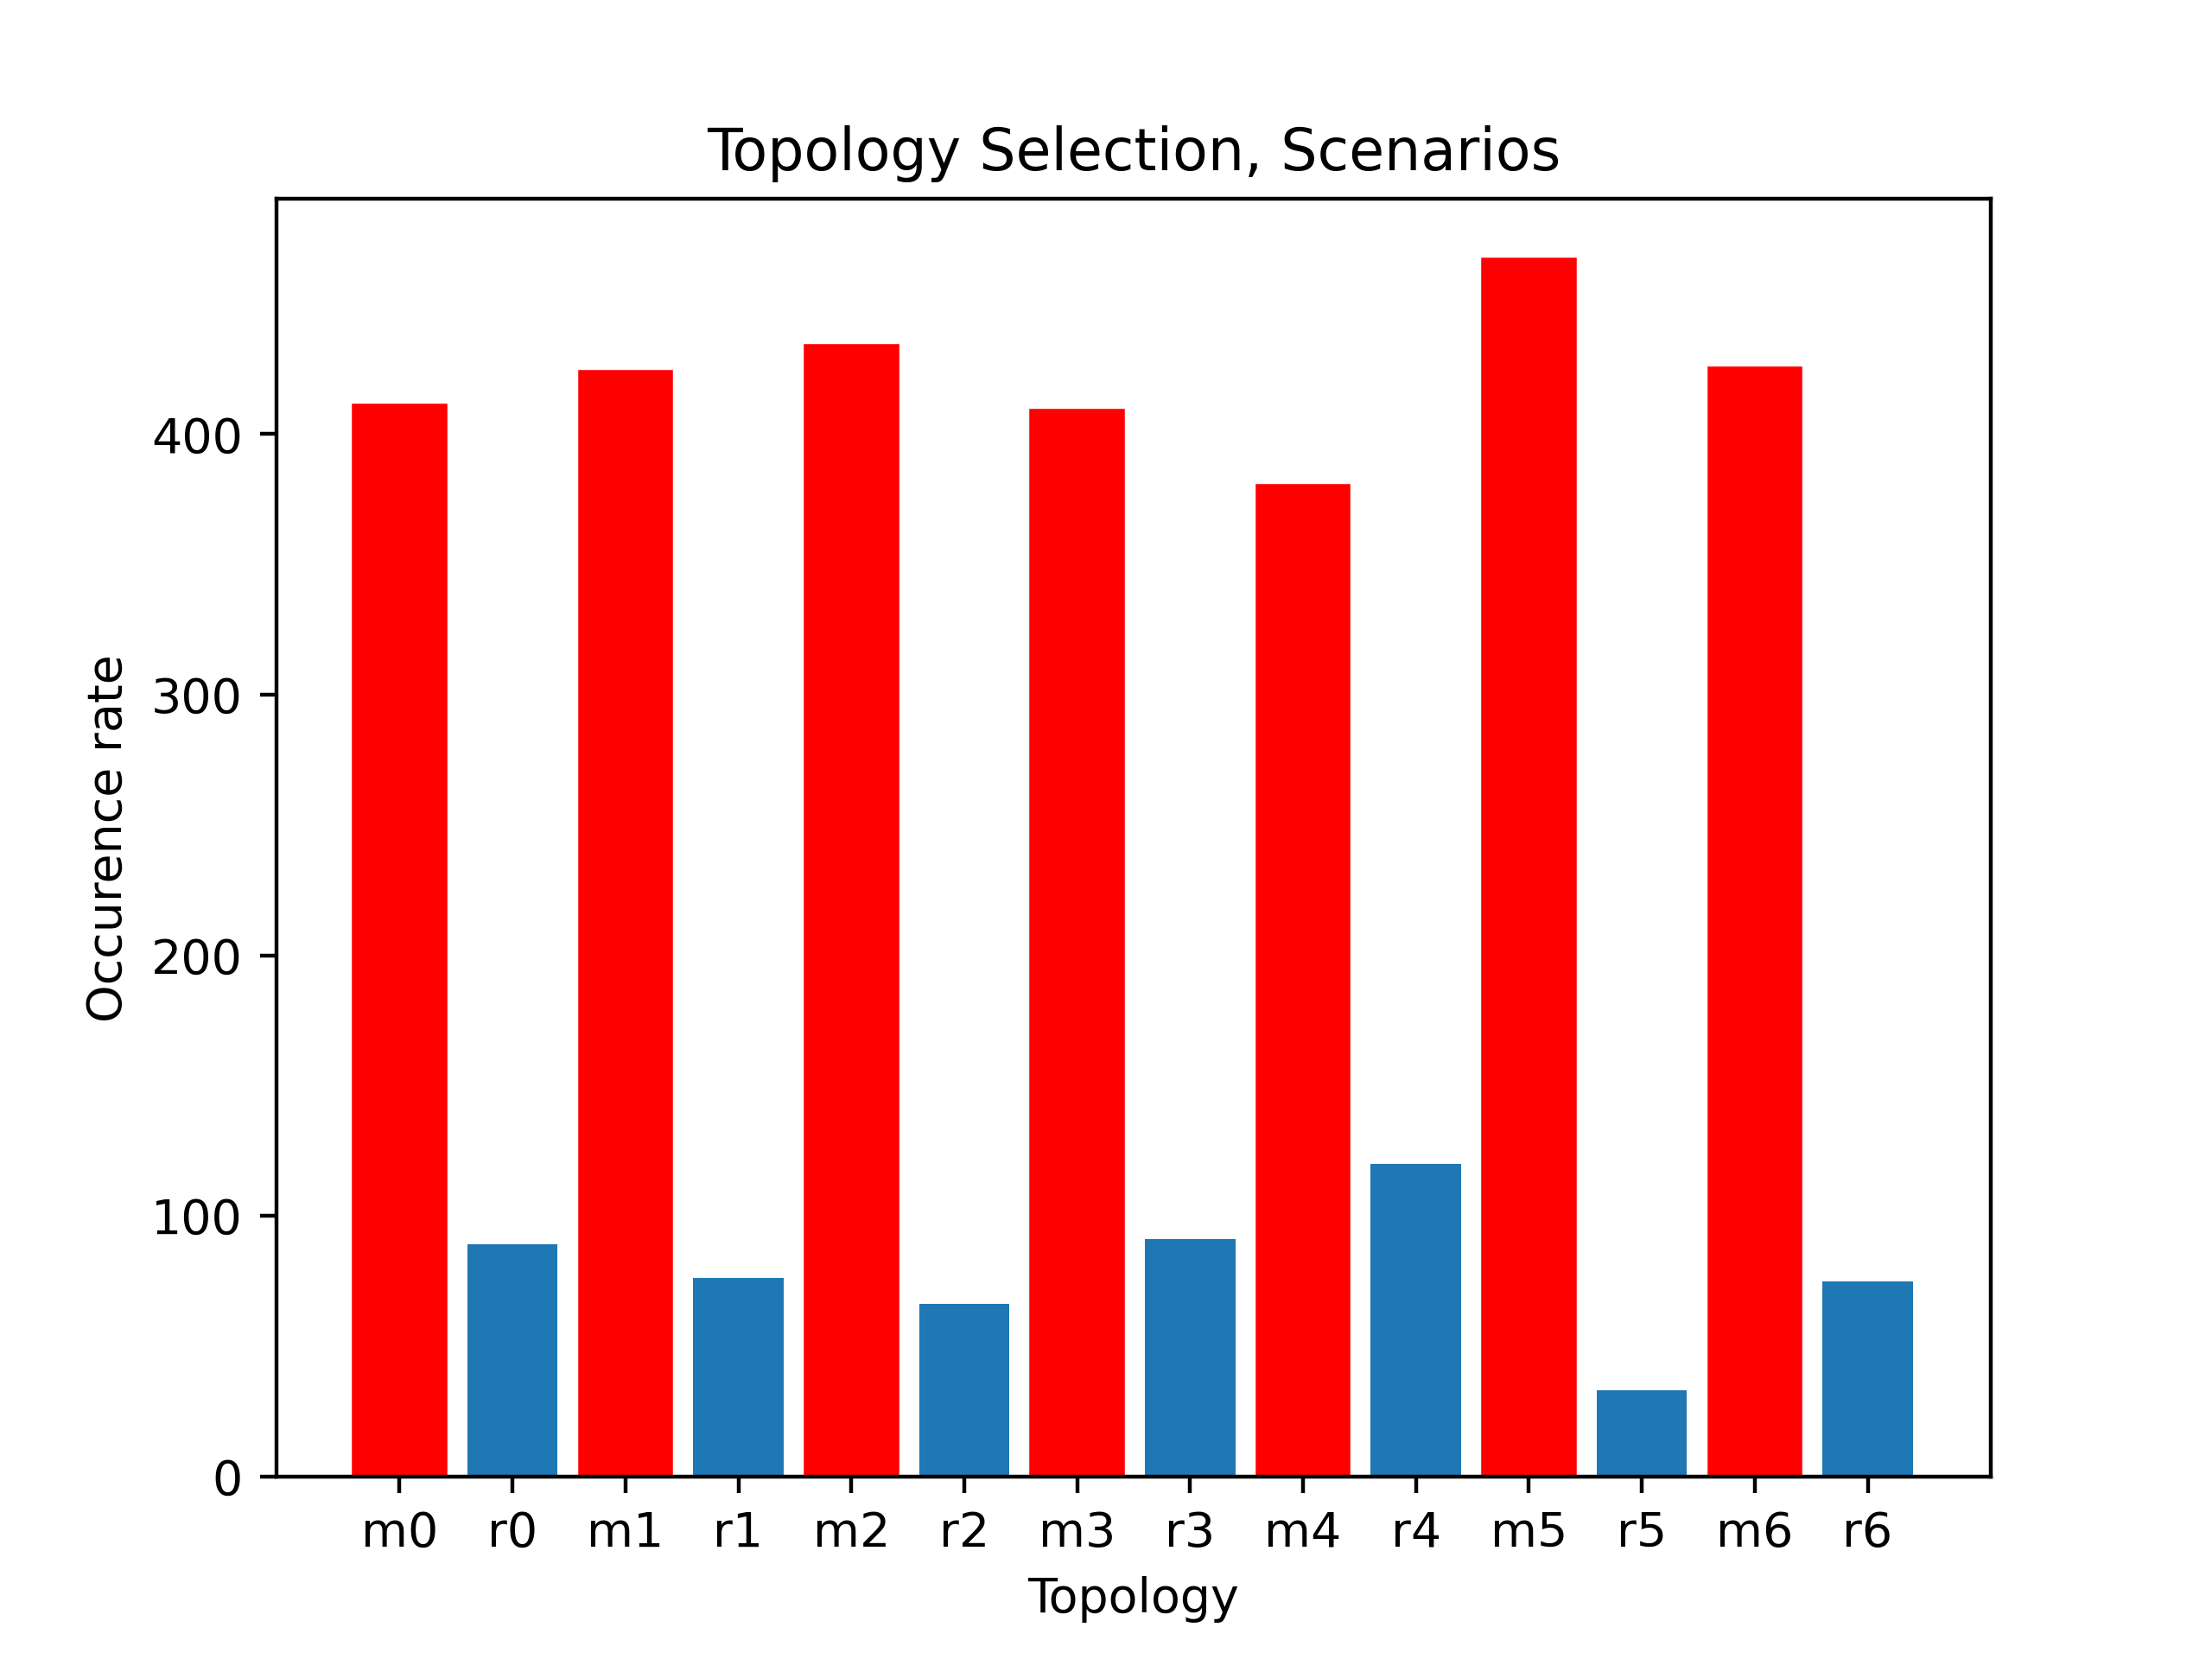 Topology Selection, Scenarios
Occurence rate
400
300
200
100
0
m0 r0 m1 r1 m2 r2 m3 r3 m4 r4 m5 r5 m6 r6
Topology